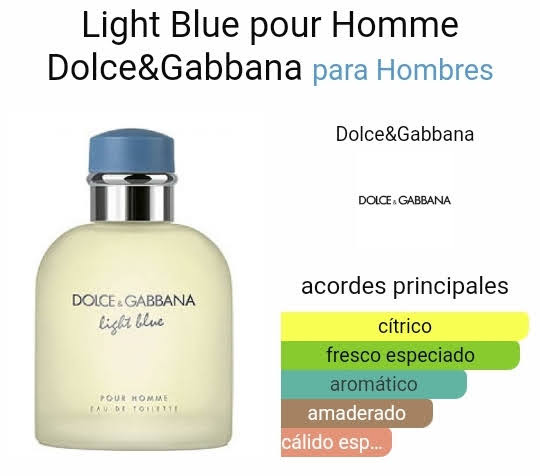 Light Blue pour Homme
Dolce&Gabbana para Hombres
Dolce&Gabbana
DOLCE & GABBANA
acordes principales
DOLCE & GABBANA
light blue
cítrico
fresco especiado
aromático
POUR HOMME
amaderado
EAU DE TOILETTE
cálido esp...